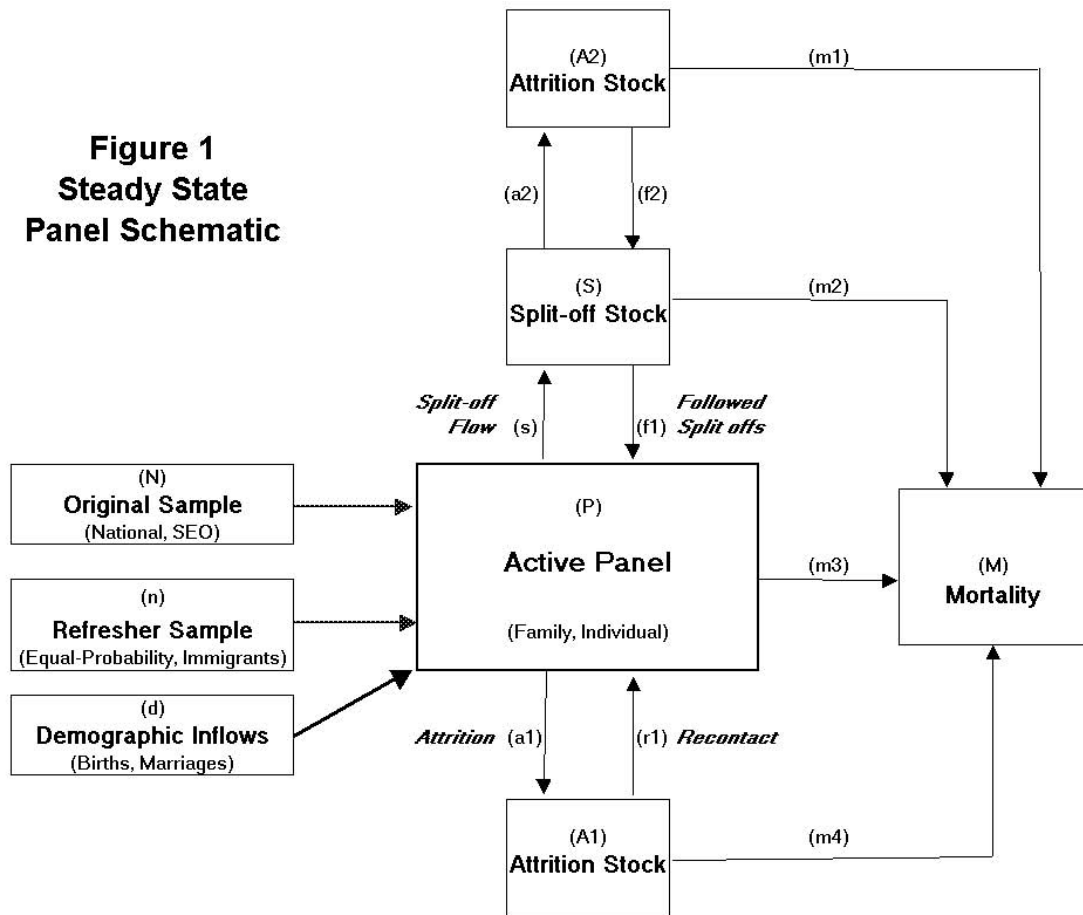 Figure 1
Steady State
Panel Schematic
(A2)
Attrition Stock
(m1)
(a2)
(f2)
(S)
Split-off Stock
(m2)
Split-off
Flow
(s)
(f1)
Followed
Split offs
(N)
Original Sample
(National, SEO)
(n)
Refresher Sample
(Equal-Probability, Immigrants)
(d)
Demographic Inflows
(Births, Marriages)
(P)
Active Panel
(Family, Individual)
(m3)
(M)
Mortality
Attrition
(a1)
(r1)
Recontact
(A1)
Attrition Stock
(m4)